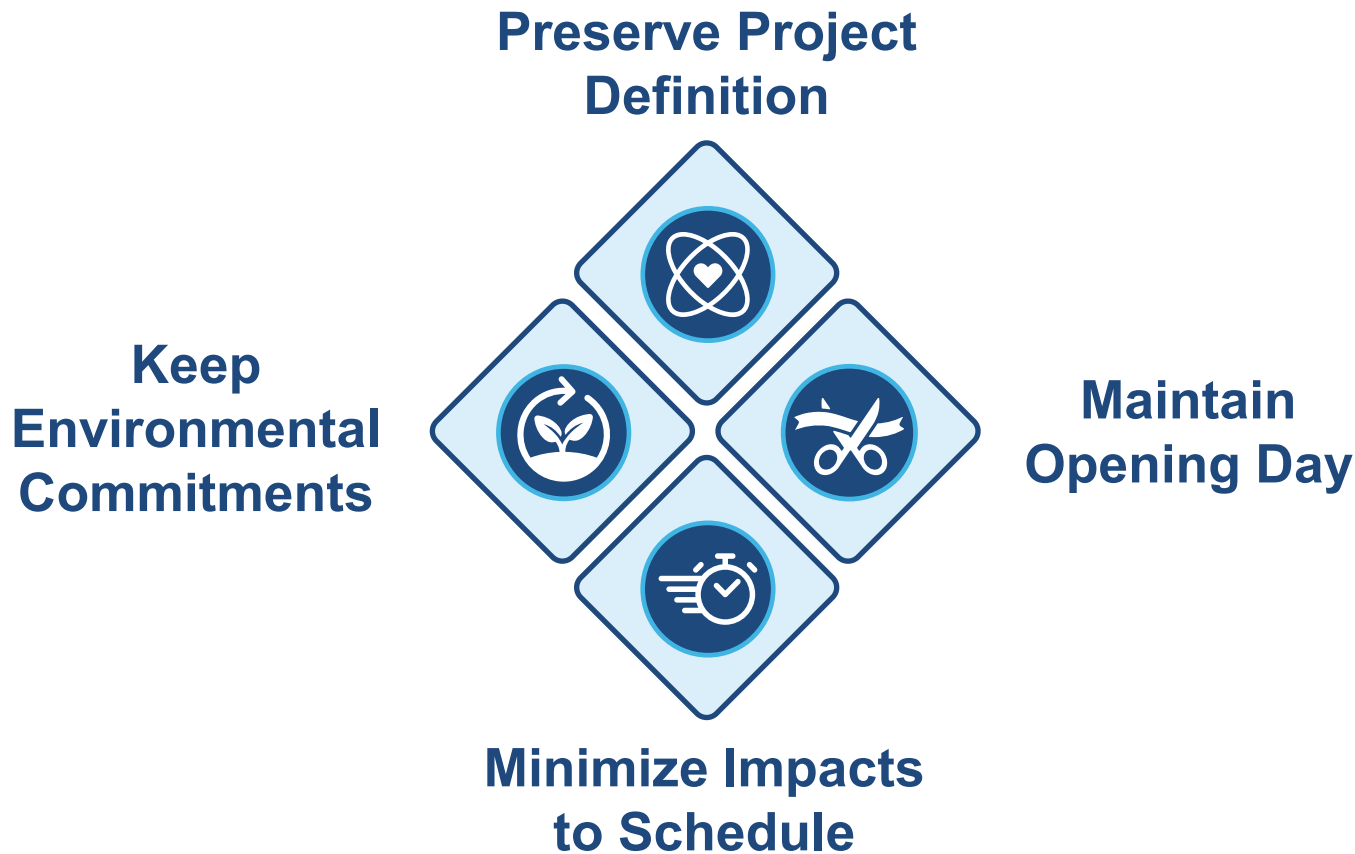 Preserve Project
Definition
Keep
Environmental
Commitments
Maintain
Opening Day
Minimize Impacts
to Schedule